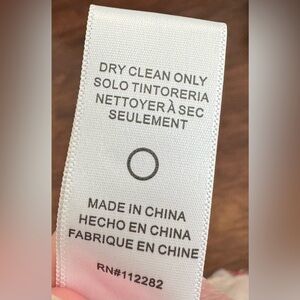 DRY CLEAN ONLY
SOLO TINTORERIA
NETTOYER À SEC
SEULEMENT
MADE IN CHINA
HECHO EN CHINA
FABRIQUE EN CHINE
RN#112282